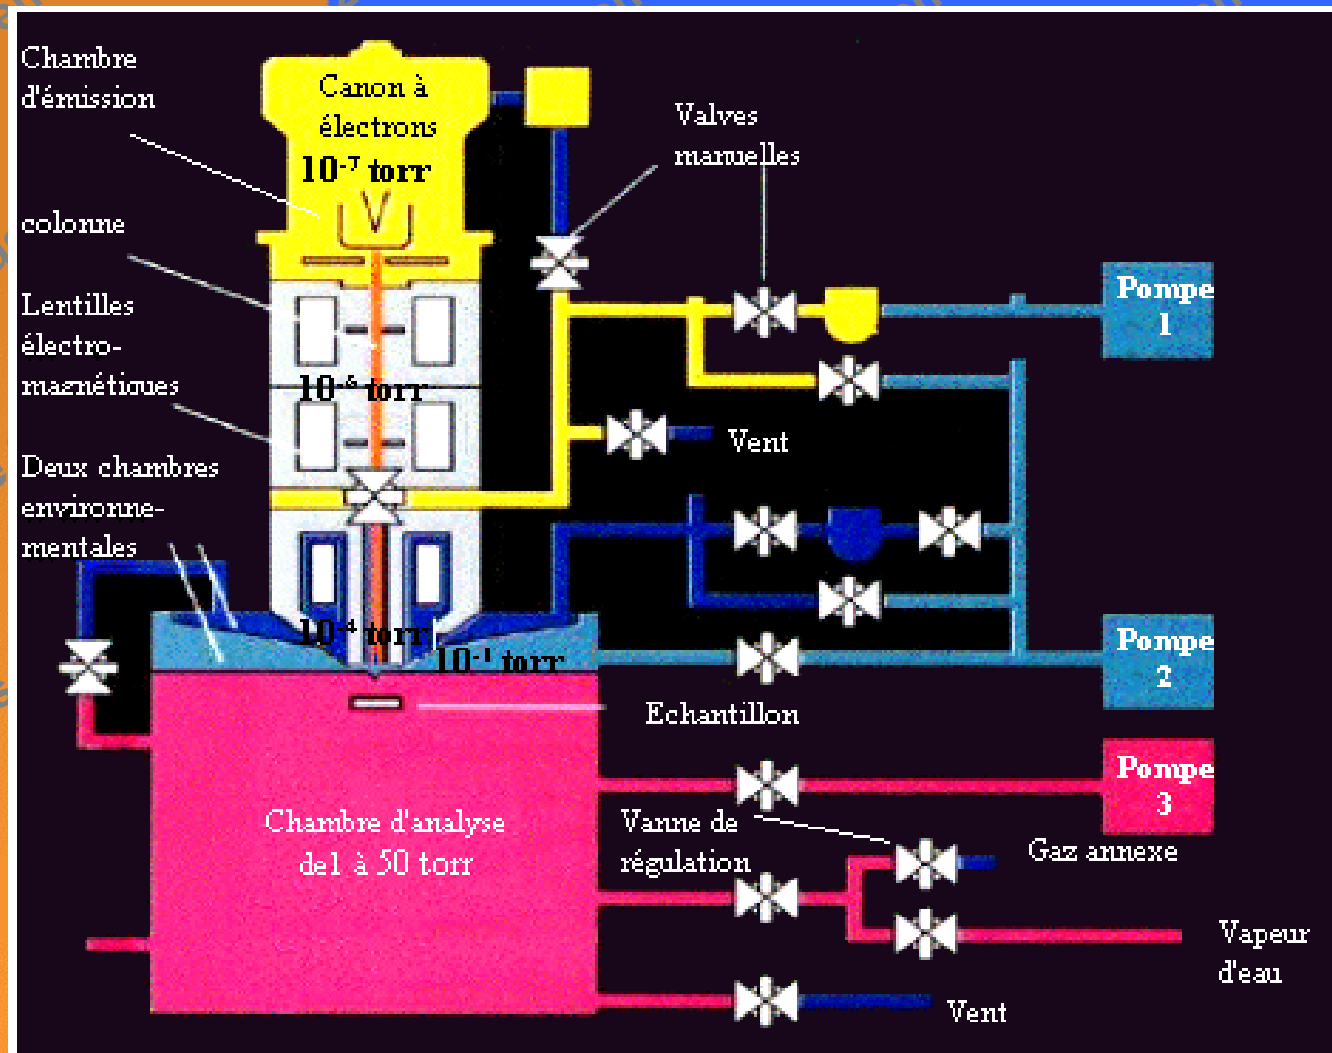 Chambre
d'émission
Canon à
électrons
10-7 torr
Valves
manuelles
colonne
Lentilles
électro-
magnétiques
10-5 torr
Pompe
1
Vent
Deux chambres
environne-
mentales
10-4 torr
10-1 torr
Pompe
2
Echantillon
Pompe
3
Chambre d'analyse
de1 à 50 torr
Vanne de
régulation
Gaz annexe
Vapeur
d'eau
Vent